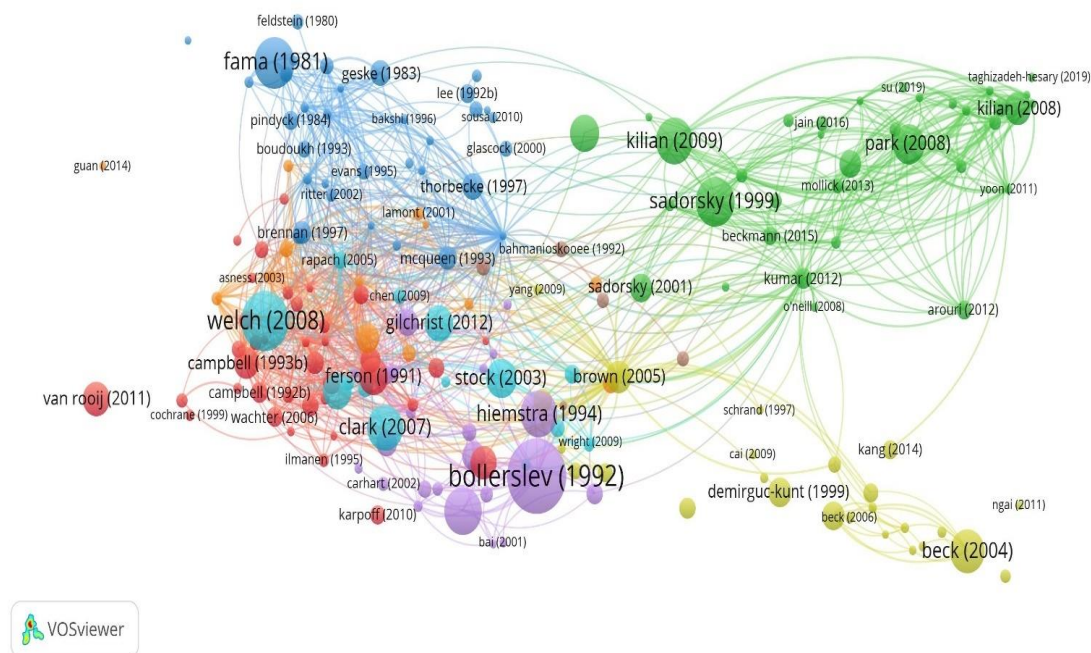 feldstein (1980)
fama (1981)
geske (1983)
taghizadeh-hesary (2019)
lee (1992b)
su (2019)
kilian (2008)
pindyck (1984)
bakshi (1996)
sousa (2010)
jain (2016)
kilian (2009)
park (2008)
boudoukh (1993)
glascock (2000)
guan (2014)
evans (1995)
ritter (2002)
thorbecke (1997)
mollick (2013)
yoon (2011)
sadorsky (1999)
lamont (2001)
brennan (1997)
beckmann (2015)
bahmanioskooee (1992)
rapach (2005)
mcqueen (1993)
asness (2003)
kumar (2012)
chen (2009)
yang (2009)
sadorsky (2001)
o'neill (2008)
arouri (2012)
welch (2008)
gilchrist (2012)
campbell (1993b)
ferson (1991)
stock (2003)
brown (2005)
campbell (1992b)
van rooij (2011)
cochrane (1999)
wachter (2006)
hiemstra (1994)
schrand (1997)
clark (2007)
wright (2009)
kang (2014)
cai (2009)
ilmanen (1995)
bollerslev (1992)
carhart (2002)
demirguc-kunt (1999)
ngai (2011)
karpoff (2010)
beck (2006)
bai (2001)
beck (2004)
VOSviewer